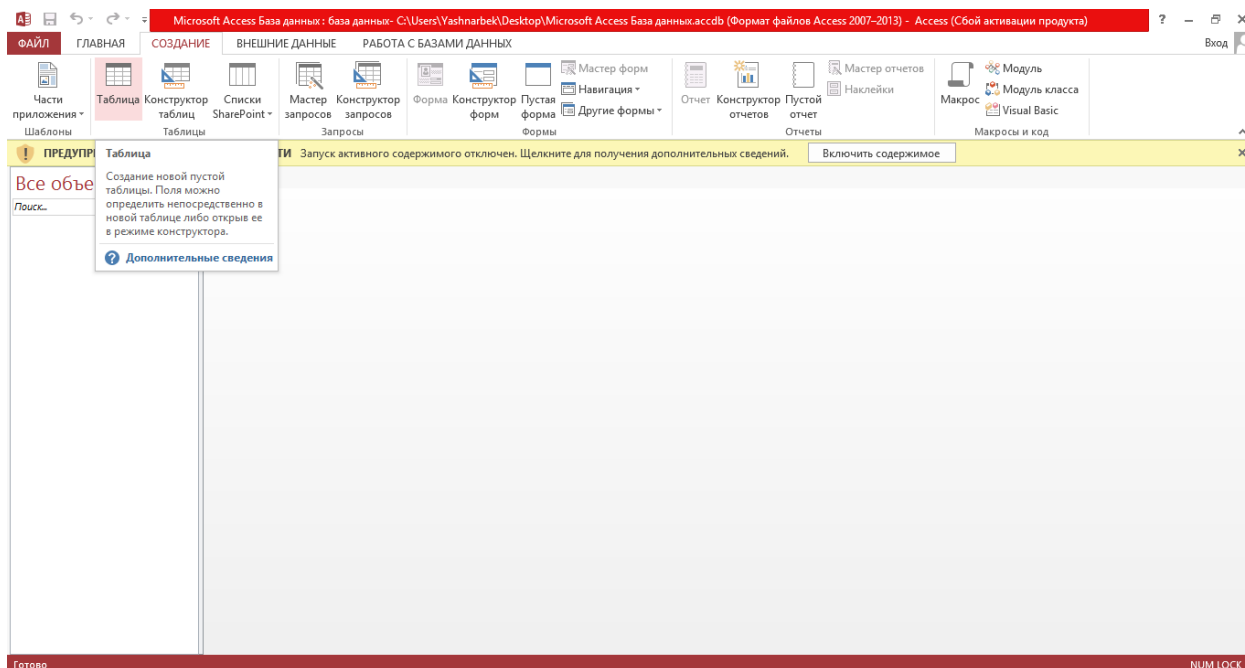 Microsoft Access База данных : база данных- C:\Users\Yashnarbek\Desktop\Microsoft Access База данных.accdb (Формат файлов Access 2007–2013) - Access (Сбой активации продукта)
ФАЙЛ ГЛАВНАЯ СОЗДАНИЕ ВНЕШНИЕ ДАННЫЕ РАБОТА С БАЗАМИ ДАННЫХ Вход
Части приложения
Шаблоны
Таблица
Конструктор таблиц
Списки SharePoint
Таблицы
Мастер запросов
Конструктор запросов
Запросы
Форма
Конструктор форм
Пустая форма
Мастер форм
Навигация
Другие формы
Формы
Отчет
Конструктор отчетов
Пустой отчет
Мастер отчетов
Наклейки
Отчеты
Макрос
Модуль
Модуль класса
Visual Basic
Макросы и код
ПРЕДУПР
ТИ Запуск активного содержимого отключен. Щелкните для получения дополнительных сведений. Включить содержимое
Таблица
Создание новой пустой
таблицы. Поля можно
определить непосредственно в
новой таблице либо открыв ее
в режиме конструктора.
Дополнительные сведения
Все объе
Поиск...
Готово
NUM LOCK